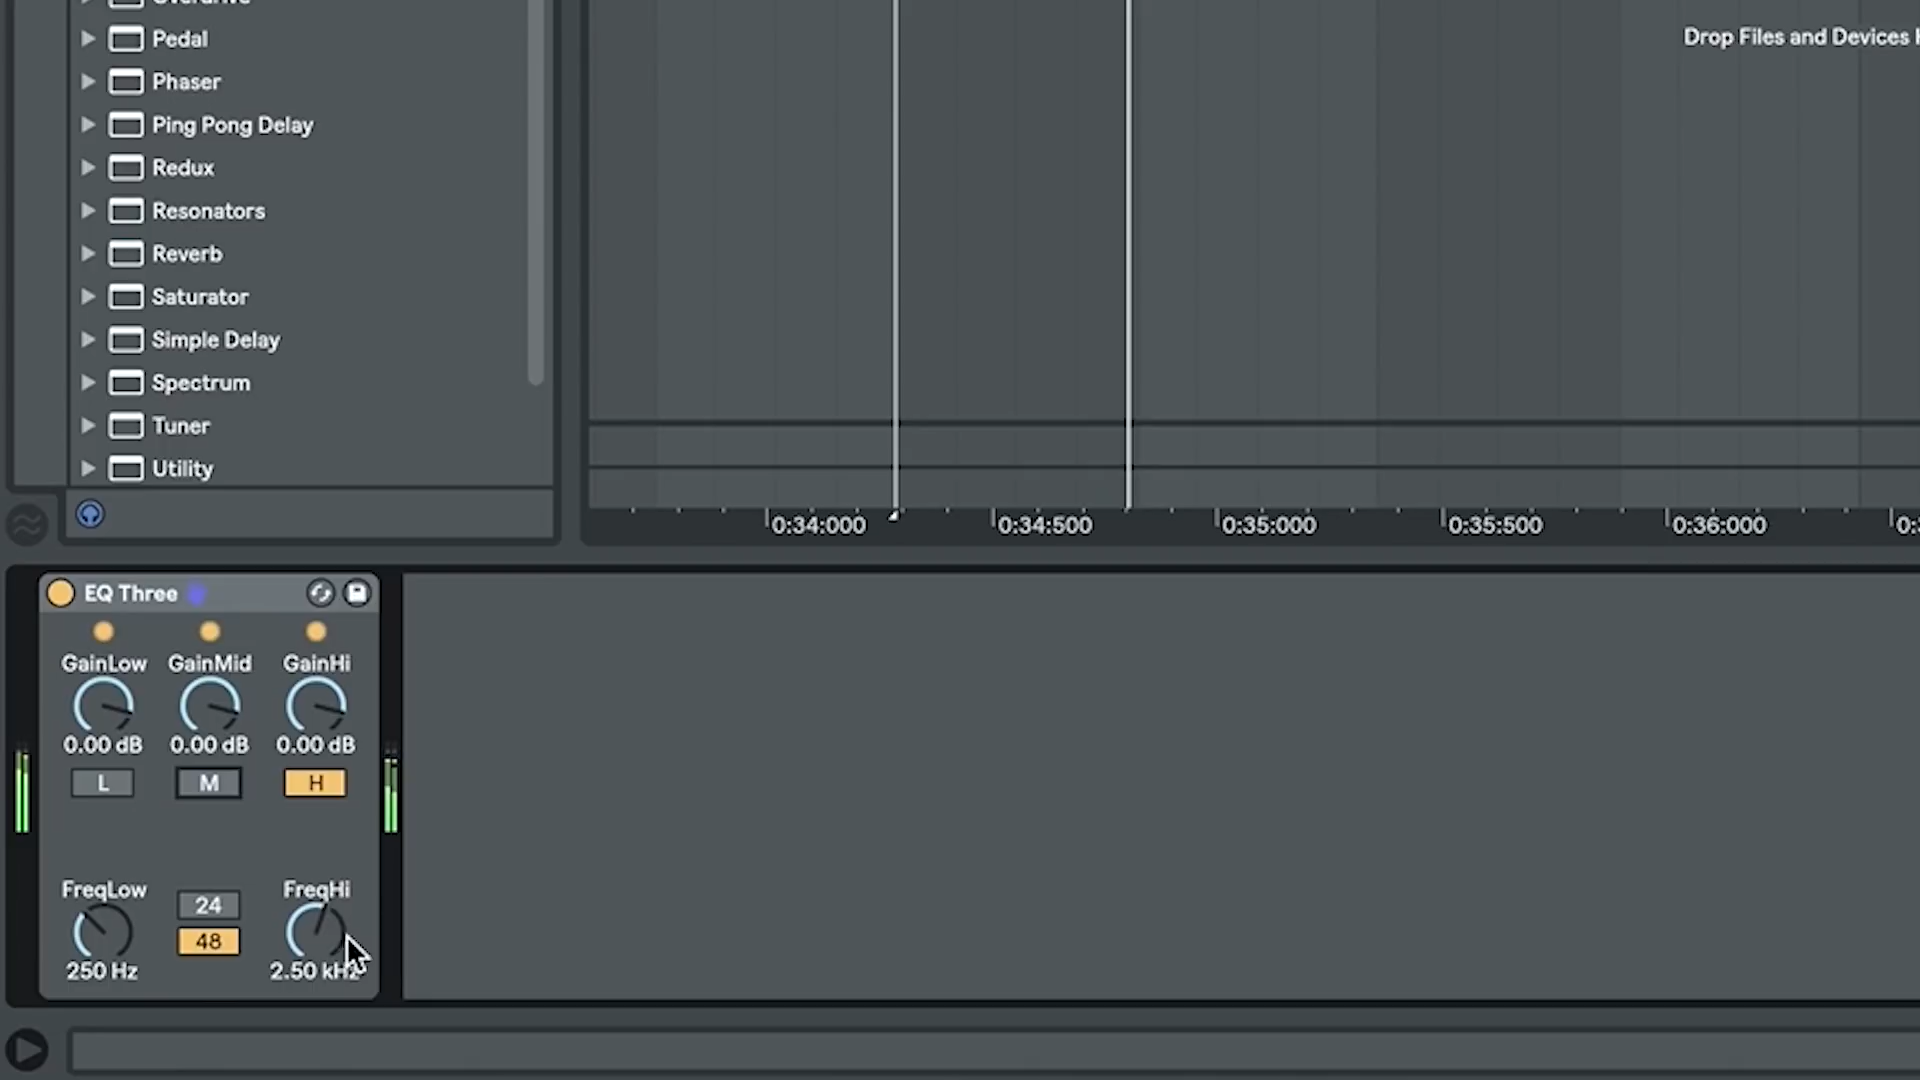 Overdrive
Pedal
Phaser
Ping Pong Delay
Redux
Resonators
Reverb
Saturator
Simple Delay
Spectrum
Tuner
Utility
Drop Files and Devices
0:34:000
0:34:500
0:35:000
0:35:500
0:36:000
EQ Three
GainLow GainMid GainHi
0.00 dB 0.00 dB 0.00 dB
L M H
FreqLow FreqHi
24
48
250 Hz 2.50 kHz